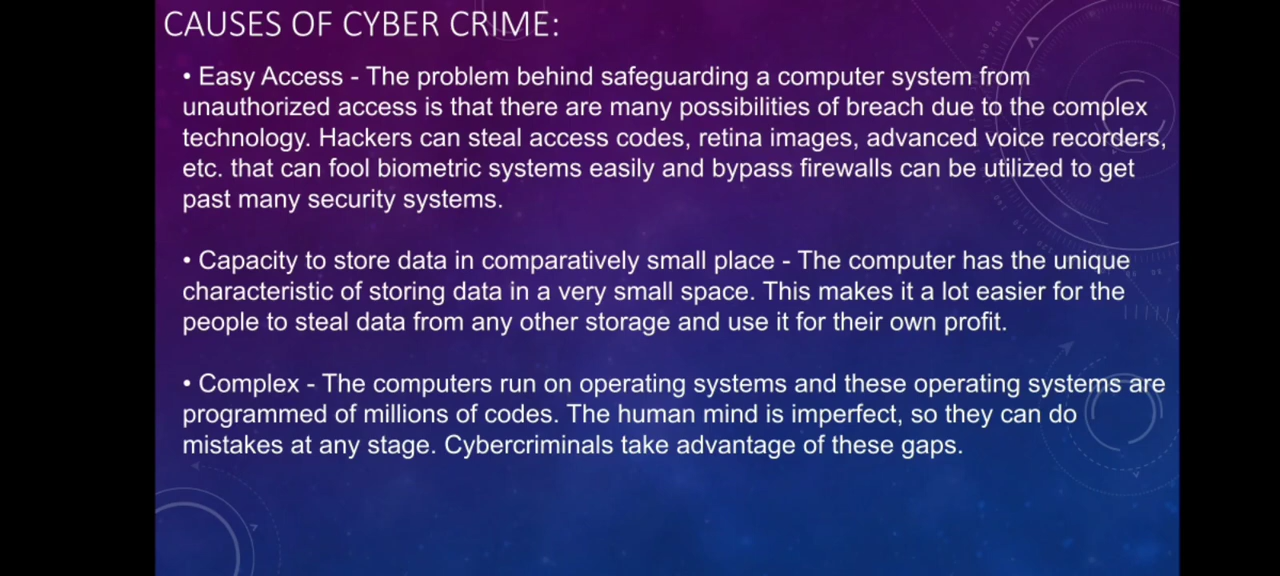 CAUSES OF CYBER CRIME:
• Easy Access - The problem behind safeguarding a computer system from
unauthorized access is that there are many possibilities of breach due to the complex
technology. Hackers can steal access codes, retina images, advanced voice recorders,
etc. that can fool biometric systems easily and bypass firewalls can be utilized to get
past many security systems.
• Capacity to store data in comparatively small place - The computer has the unique
characteristic of storing data in a very small space. This makes it a lot easier for the
people to steal data from any other storage and use it for their own profit.
• Complex - The computers run on operating systems and these operating systems are
programmed of millions of codes. The human mind is imperfect, so they can do
mistakes at any stage. Cybercriminals take advantage of these gaps.